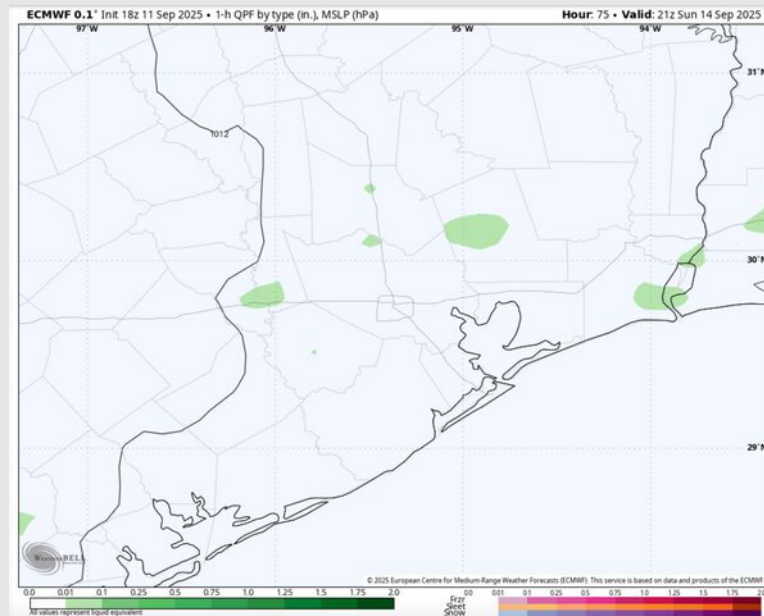 ECMWF 0.1° Init 18z 11 Sep 2025 • 1-h QPF by type (in.), MSLP (hPa) Hour: 75 • Valid: 21z Sun 14 Sep 2025
97°W 96°W 95°W 94°W
31°N
1012
30°N
29°N
WeatherBELL
© 2025 European Centre for Medium-Range Weather Forecasts (ECMWF). This service is based on data and products of the ECMWF
0.0 0.01 0.1 0.25 0.5 0.75 1.0 1.25 1.5 1.75 2.0 0.0 0.01 0.1 0.25 0.5 0.75 1.0 1.25 1.5 1.75 2.0
All values represent liquid equivalent
Frzr
Sleet
Snow